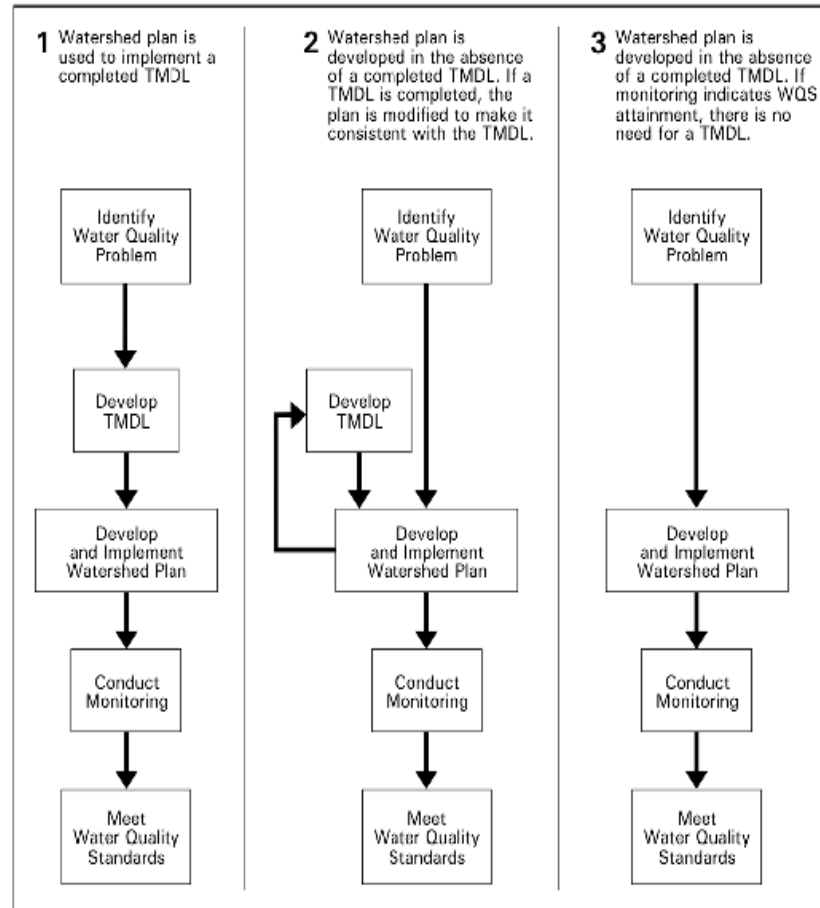 1 Watershed plan is
used to implement a
completed TMDL
Identify
Water Quality
Problem
Develop
TMDL
Develop
and Implement
Watershed Plan
Conduct
Monitoring
Meet
Water Quality
Standards
2 Watershed plan is
developed in the absence
of a completed TMDL. If a
TMDL is completed, the
plan is modified to make it
consistent with the TMDL.
Identify
Water Quality
Problem
Develop
TMDL
Develop
and Implement
Watershed Plan
Conduct
Monitoring
Meet
Water Quality
Standards
3 Watershed plan is
developed in the absence
of a completed TMDL. If
monitoring indicates WQS
attainment, there is no
need for a TMDL.
Identify
Water Quality
Problem
Develop
and Implement
Watershed Plan
Conduct
Monitoring
Meet
Water Quality
Standards